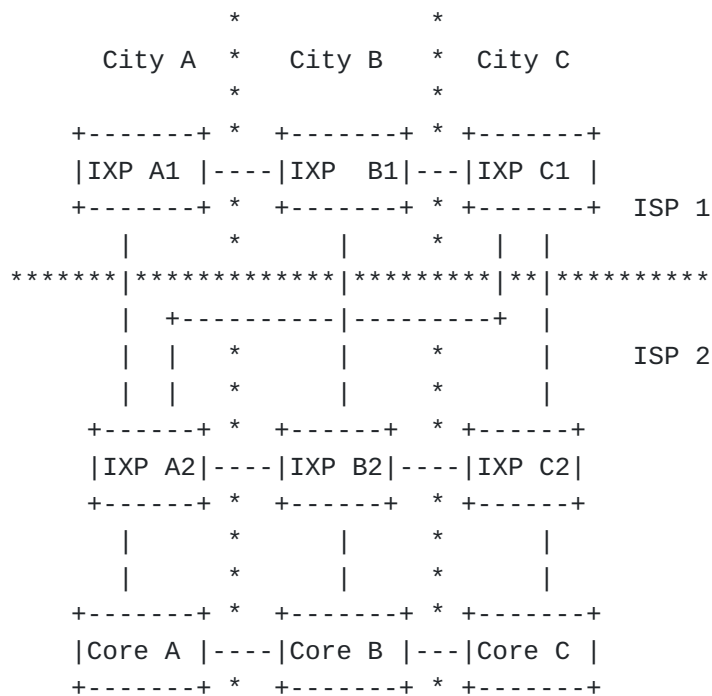 City A City B City C
IXP A1 IXP B1 IXP C1
ISP 1
ISP 2
IXP A2 IXP B2 IXP C2
Core A Core B Core C